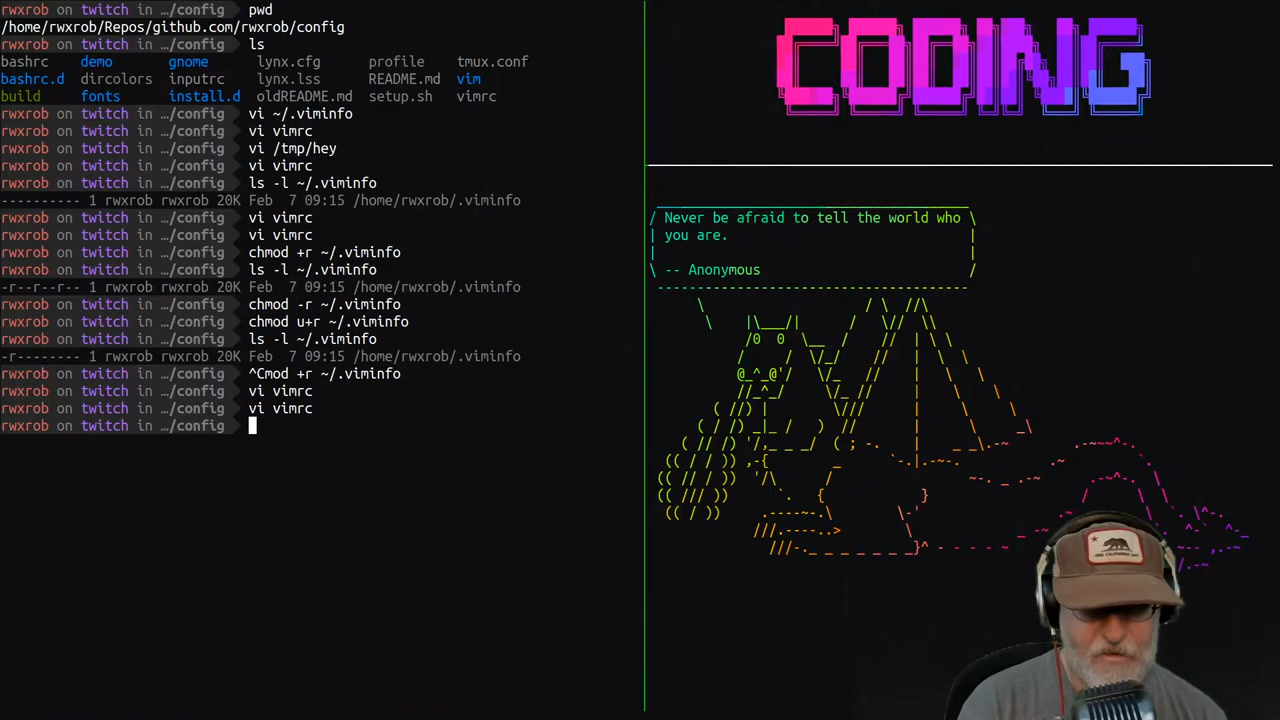 rwxrob on twitch in …/config pwd
/home/rwxrob/Repos/github.com/rwxrob/config
rwxrob on twitch in …/config ls
bashrc demo gnome lynx.cfg profile tmux.conf
bashrc.d dircolors inputrc lynx.lss README.md vim
build fonts install.d oldREADME.md setup.sh vimrc
rwxrob on twitch in …/config vi ~/.viminfo
rwxrob on twitch in …/config vi vimrc
rwxrob on twitch in …/config vi /tmp/hey
rwxrob on twitch in …/config vi vimrc
rwxrob on twitch in …/config ls -l ~/.viminfo
---------- 1 rwxrob rwxrob 20K Feb 7 09:15 /home/rwxrob/.viminfo
rwxrob on twitch in …/config vi vimrc
rwxrob on twitch in …/config vi vimrc
rwxrob on twitch in …/config chmod +r ~/.viminfo
rwxrob on twitch in …/config ls -l ~/.viminfo
-r--r--r-- 1 rwxrob rwxrob 20K Feb 7 09:15 /home/rwxrob/.viminfo
rwxrob on twitch in …/config chmod -r ~/.viminfo
rwxrob on twitch in …/config chmod u+r ~/.viminfo
rwxrob on twitch in …/config ls -l ~/.viminfo
-r-------- 1 rwxrob rwxrob 20K Feb 7 09:15 /home/rwxrob/.viminfo
rwxrob on twitch in …/config ^Cmod +r ~/.viminfo
rwxrob on twitch in …/config vi vimrc
rwxrob on twitch in …/config vi vimrc
rwxrob on twitch in …/config
CODING
Never be afraid to tell the world who
you are.
-- Anonymous